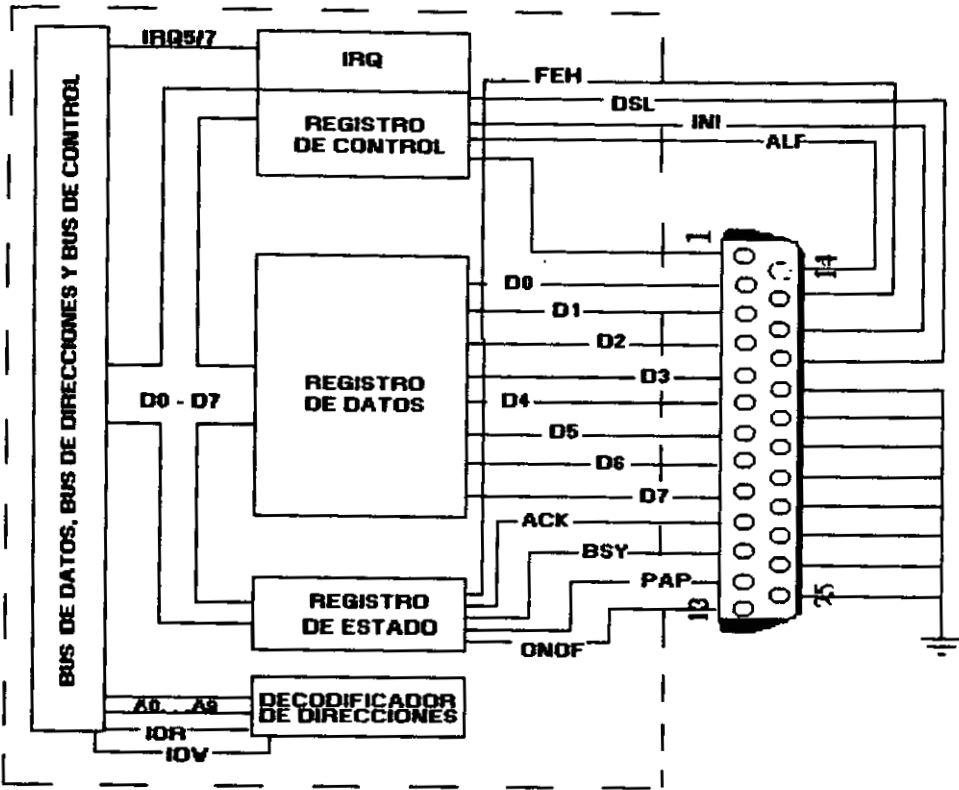 BUS DE DATOS, BUS DE DIRECCIONES Y BUS DE CONTROL
IRQ5/7
IRQ
REGISTRO
DE CONTROL
FEH
DSL
INI
ALF
1
14
D0
D1
D2
D3
D4
D5
D6
D7
D0 - D7
REGISTRO
DE DATOS
ACK
BSY
PAP
ONOF
13
25
REGISTRO
DE ESTADO
A0...A9
IOR
IOW
DECODIFICADOR
DE DIRECCIONES